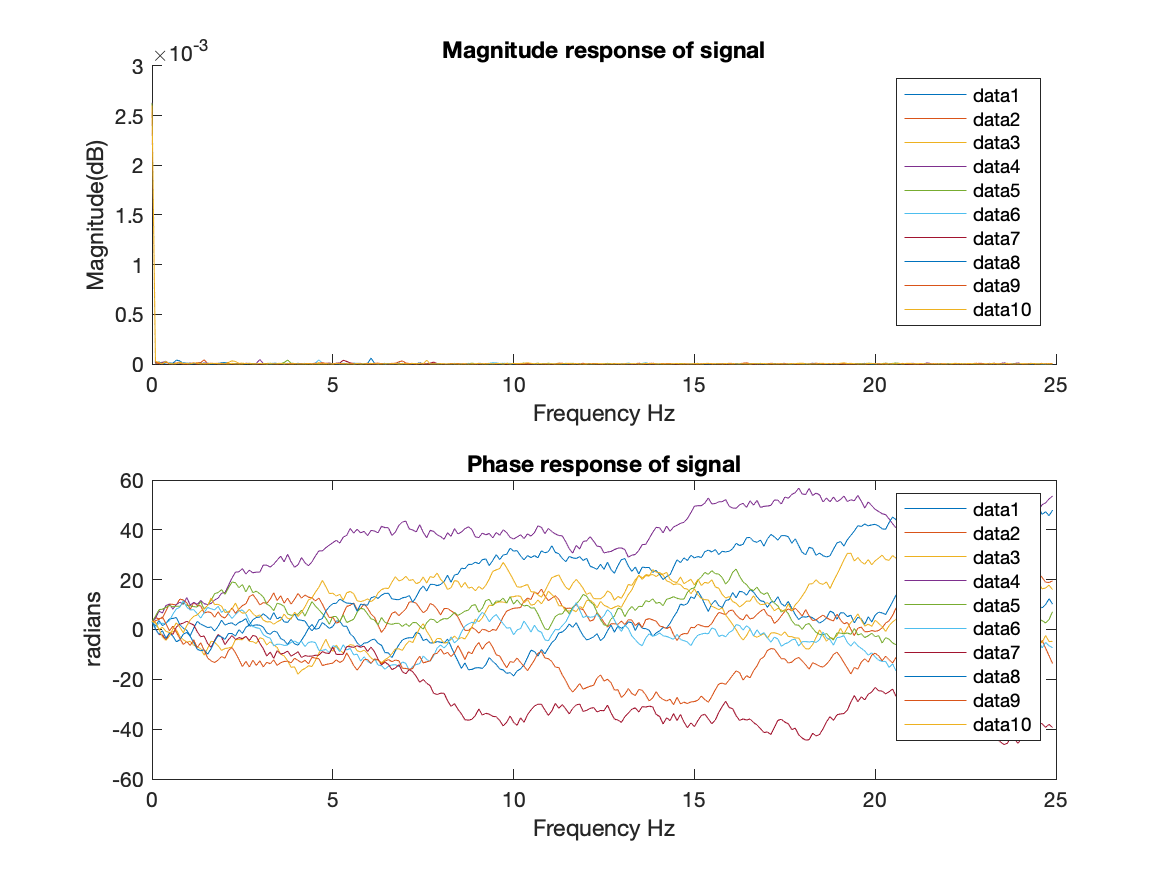 Magnitude response of signal
×10-3
3
2.5
2
1.5
1
0.5
0
Magnitude(dB)
0 5 10 15 20 25
Frequency Hz
data1
data2
data3
data4
data5
data6
data7
data8
data9
data10
Phase response of signal
60
40
20
0
-20
-40
-60
radians
0 5 10 15 20 25
Frequency Hz
data1
data2
data3
data4
data5
data6
data7
data8
data9
data10